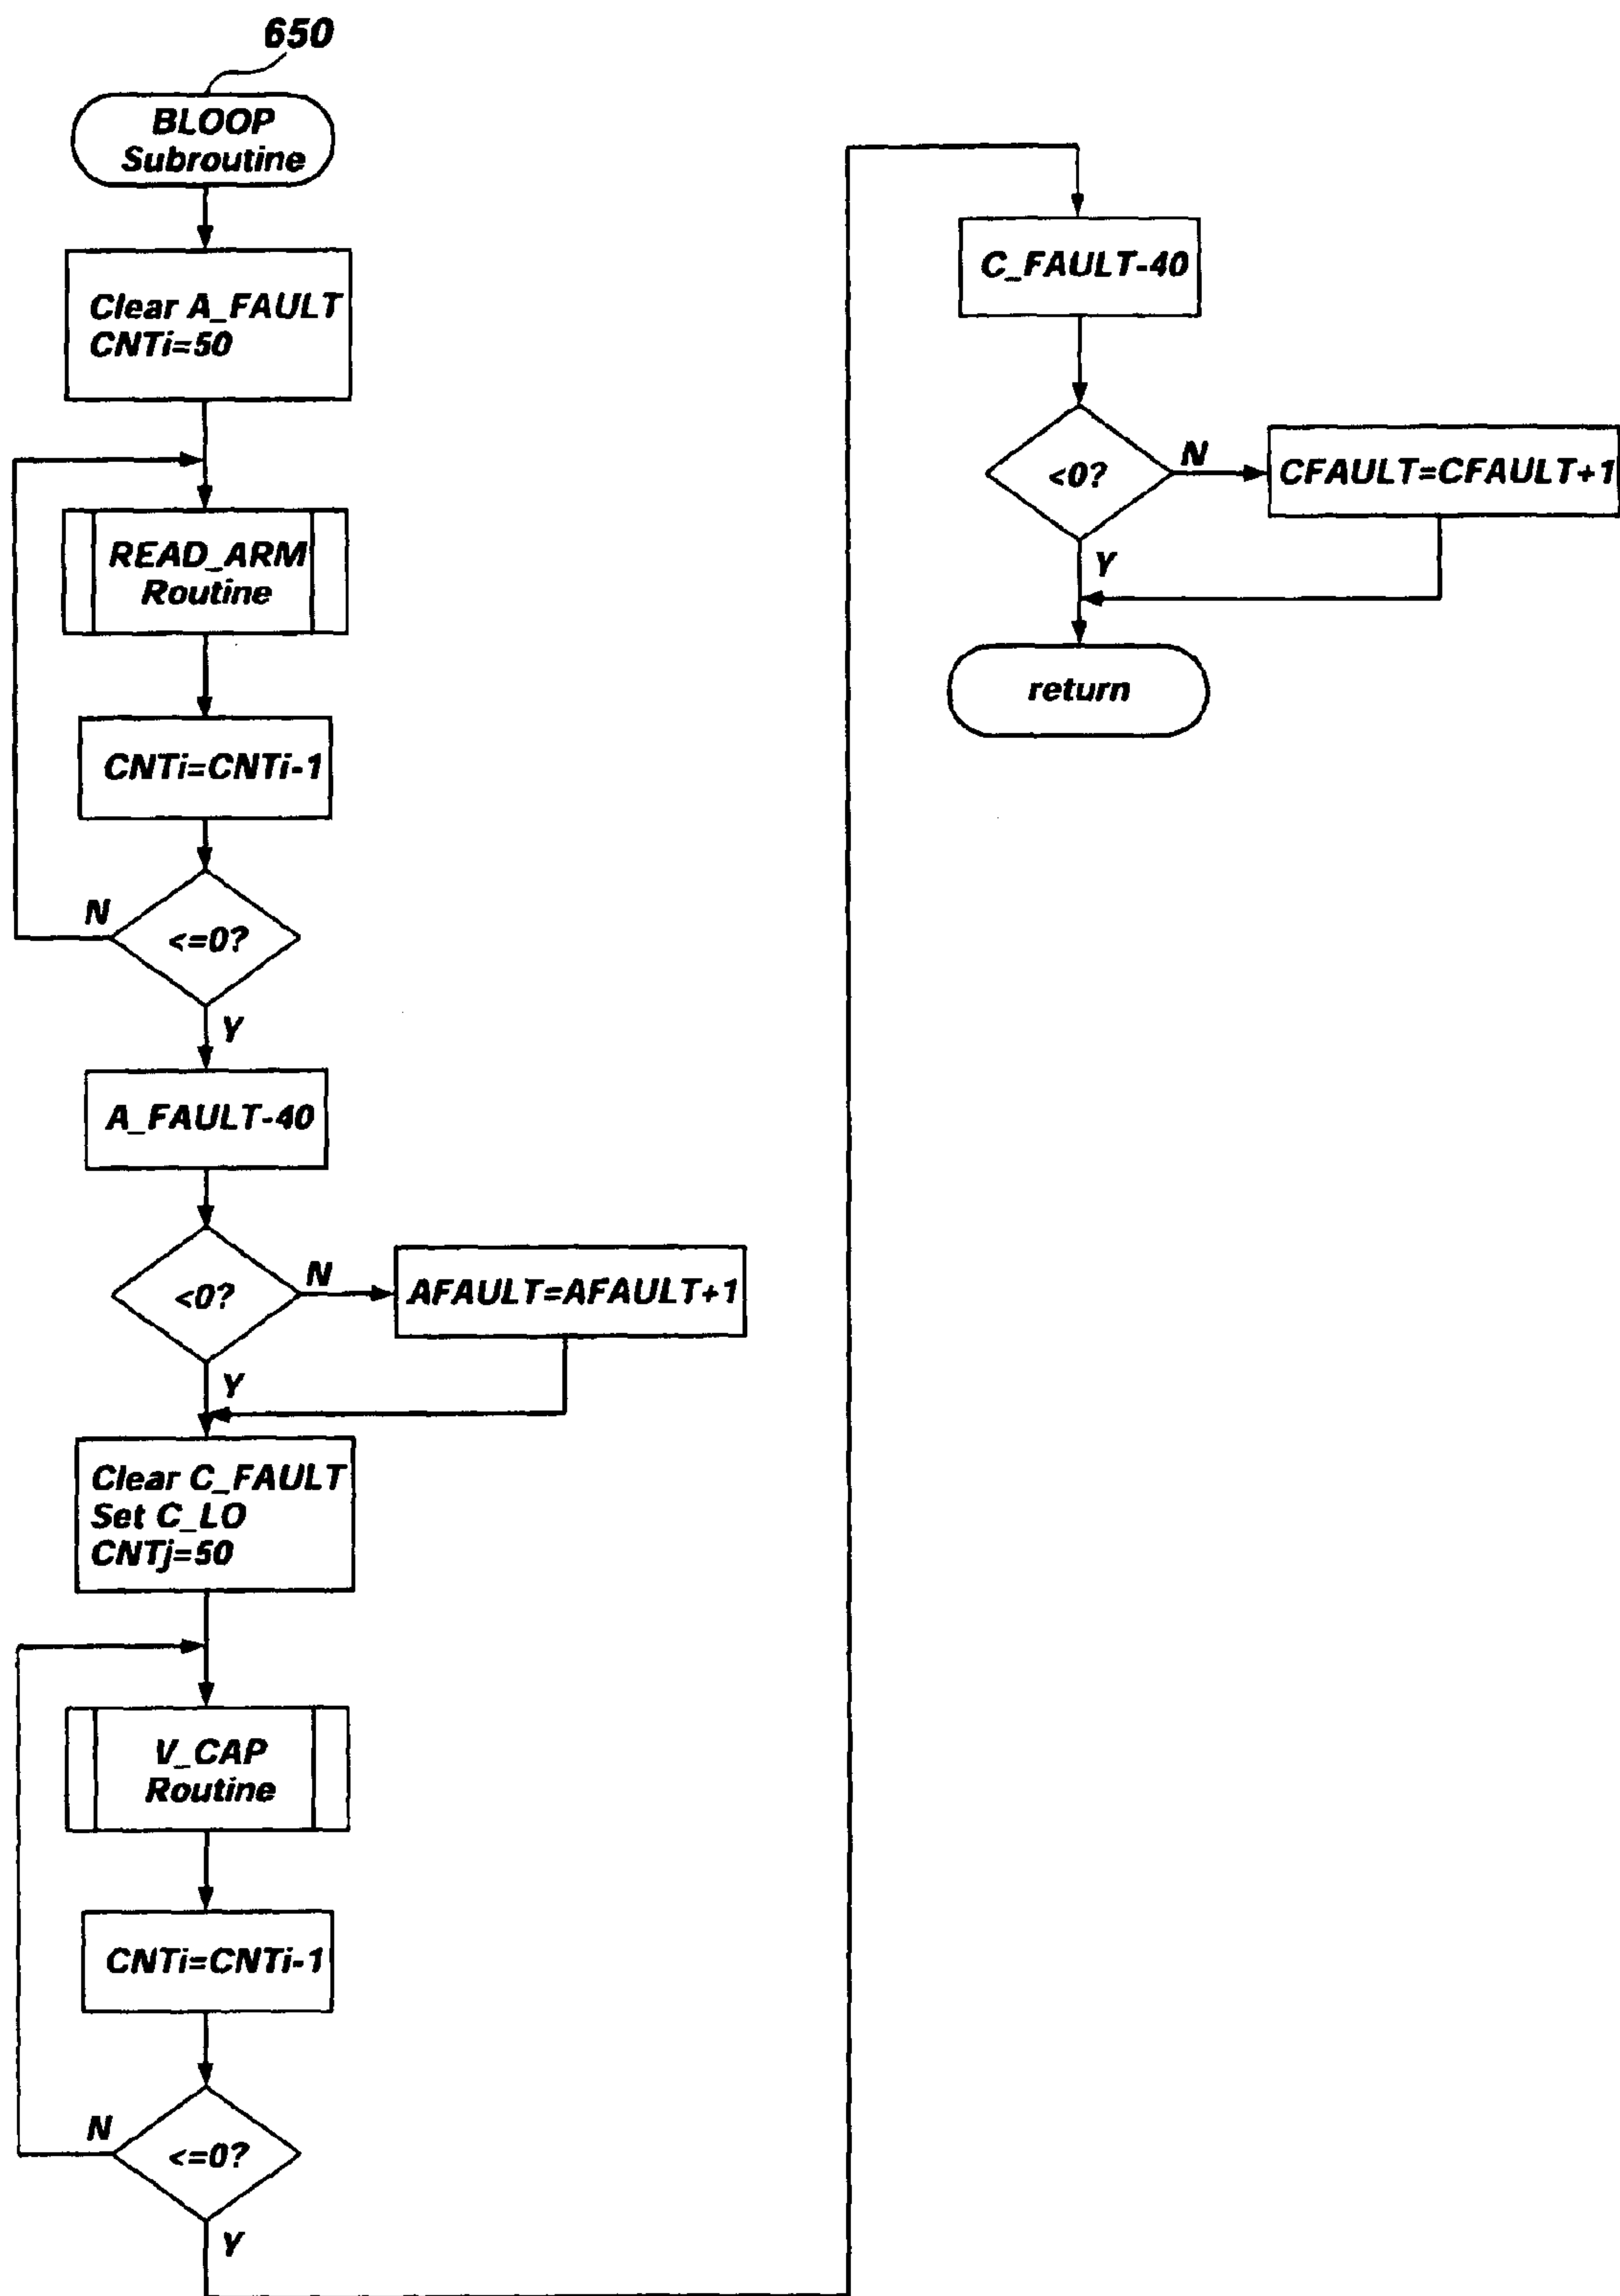 650
BLOOP
Subroutine
Clear A_FAULT
CNTi=50
READ_ARM
Routine
CNTi=CNTi-1
<=0?
N
Y
A_FAULT-40
<0?
N
AFAULT=AFAULT+1
Y
Clear C_FAULT
Set C_LO
CNTj=50
V_CAP
Routine
CNTi=CNTi-1
<=0?
N
Y
C_FAULT-40
<0?
N
CFAULT=CFAULT+1
Y
return